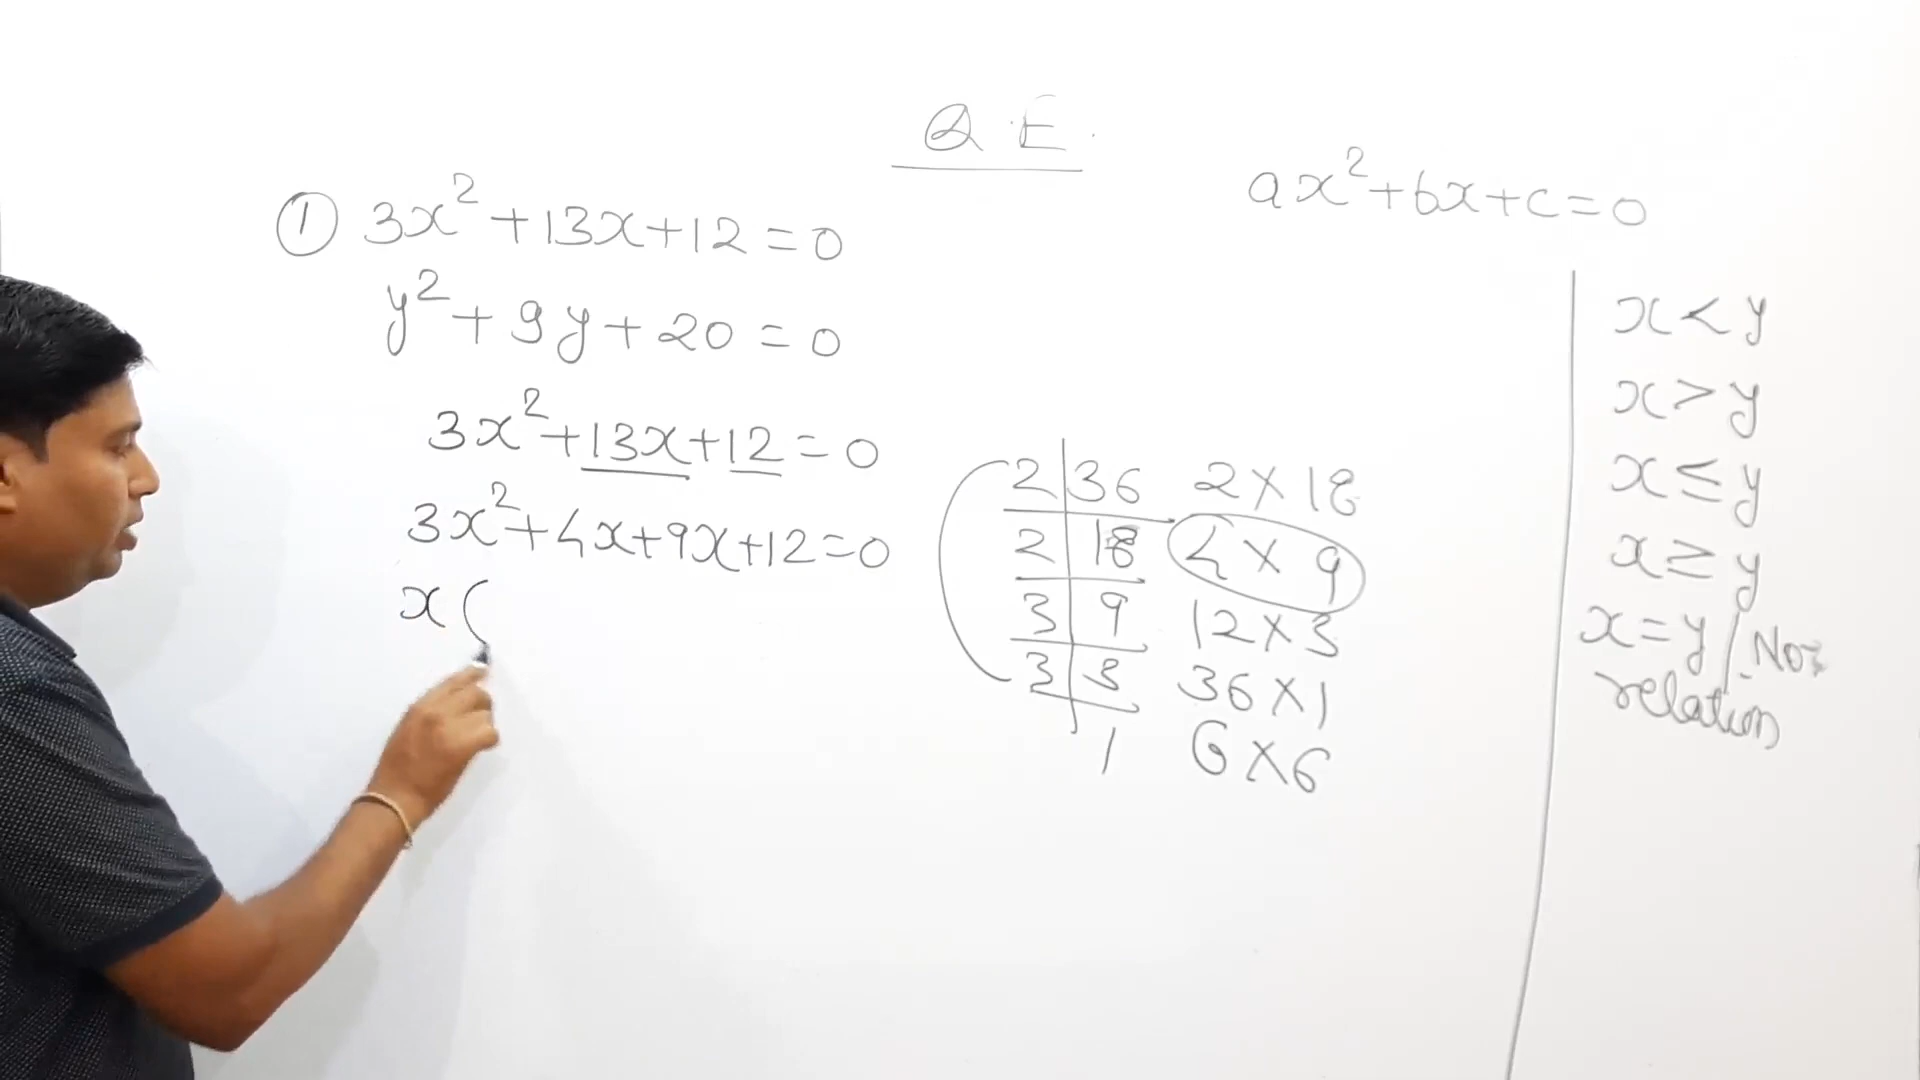 Q.E.
ax²+bx+c=0
① 3x²+13x+12=0
y²+9y+20=0
3x²+13x+12=0
3x²+4x+9x+12=0
x(
2|36 2×18
2|18 4×9
3|9 12×3
3|3 36×1
1 6×6
x<y
x>y
x≤y
x≥y
x=y/No
relation